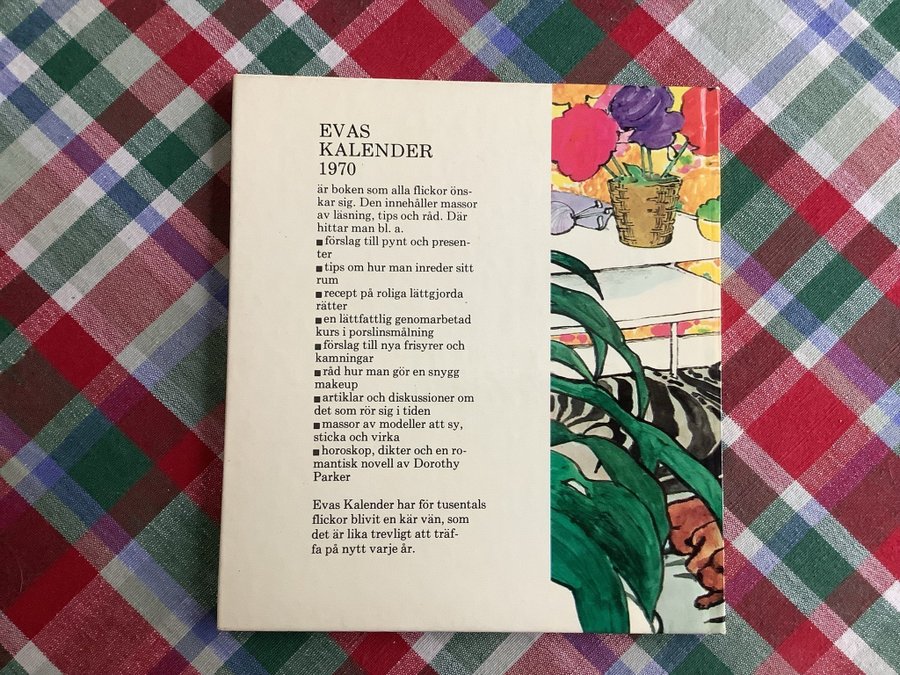 EVAS
KALENDER
1970
är boken som alla flickor öns-
kar sig. Den innehåller massor
av läsning, tips och råd. Där
hittar man bl. a.
■ förslag till pynt och presen-
ter
■ tips om hur man inreder sitt
rum
■ recept på roliga lättgjorda
rätter
■ en lättfattlig genomarbetad
kurs i porslinsmålning
■ förslag till nya frisyrer och
kamningar
■ råd hur man gör en snygg
makeup
■ artiklar och diskussioner om
det som rör sig i tiden
■ massor av modeller att sy,
sticka och virka
■ horoskop, dikter och en ro-
mantisk novell av Dorothy
Parker
Evas Kalender har för tusentals
flickor blivit en kär vän, som
det är lika trevligt att träf-
fa på nytt varje år.